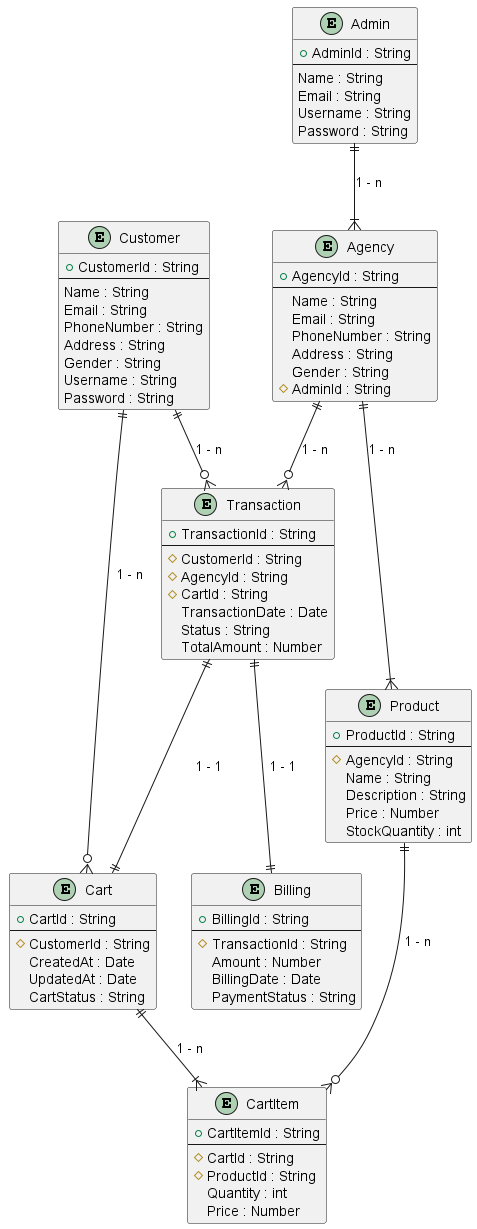 E Admin
AdminId : String
Name : String
Email : String
Username : String
Password : String
1 - n
E Customer
CustomerId : String
Name : String
Email : String
PhoneNumber : String
Address : String
Gender : String
Username : String
Password : String
E Agency
AgencyId : String
Name : String
Email : String
PhoneNumber : String
Address : String
Gender : String
AdminId : String
1 - n
1 - n
1 - n
E Transaction
TransactionId : String
CustomerId : String
AgencyId : String
CartId : String
TransactionDate : Date
Status : String
TotalAmount : Number
1 - n
E Product
ProductId : String
AgencyId : String
Name : String
Description : String
Price : Number
StockQuantity : int
1 - 1
1 - 1
E Cart
CartId : String
CustomerId : String
CreatedAt : Date
UpdatedAt : Date
CartStatus : String
E Billing
BillingId : String
TransactionId : String
Amount : Number
BillingDate : Date
PaymentStatus : String
1 - n
1 - n
E CartItem
CartItemId : String
CartId : String
ProductId : String
Quantity : int
Price : Number